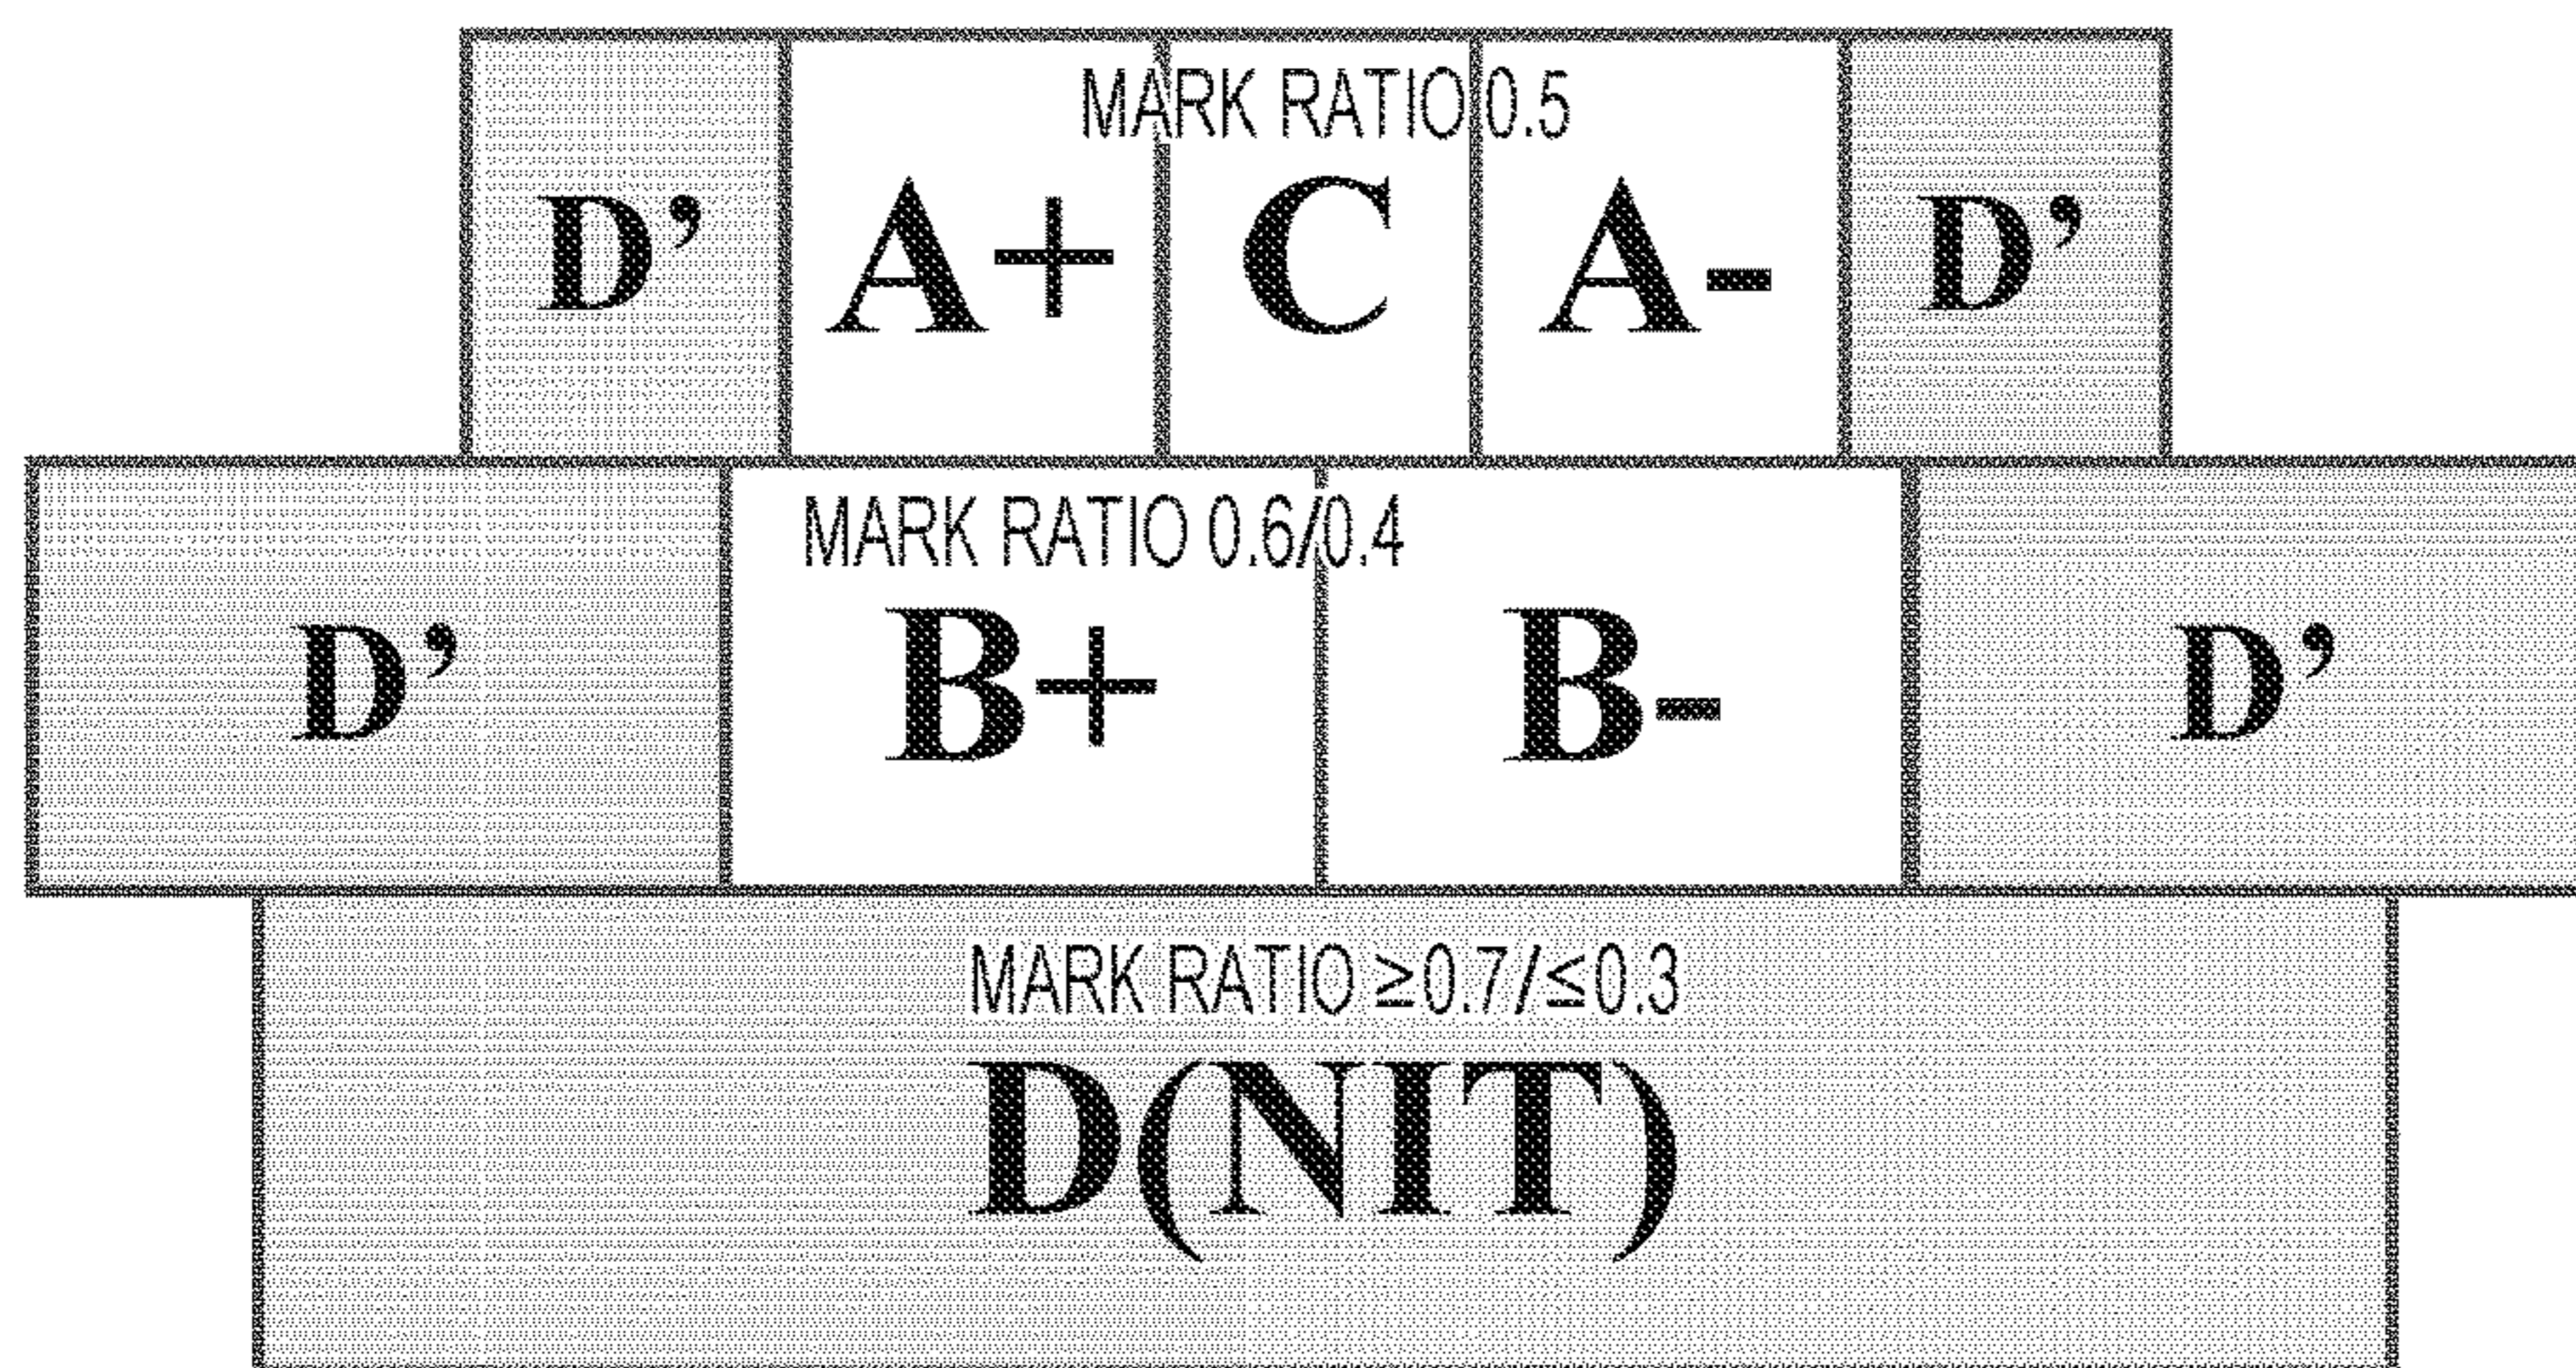 MARK RATIO 0.5
D’ A+ C A- D’
MARK RATIO 0.6/0.4
D’ B+ B- D’
MARK RATIO ≥0.7/≤0.3
D(NIT)